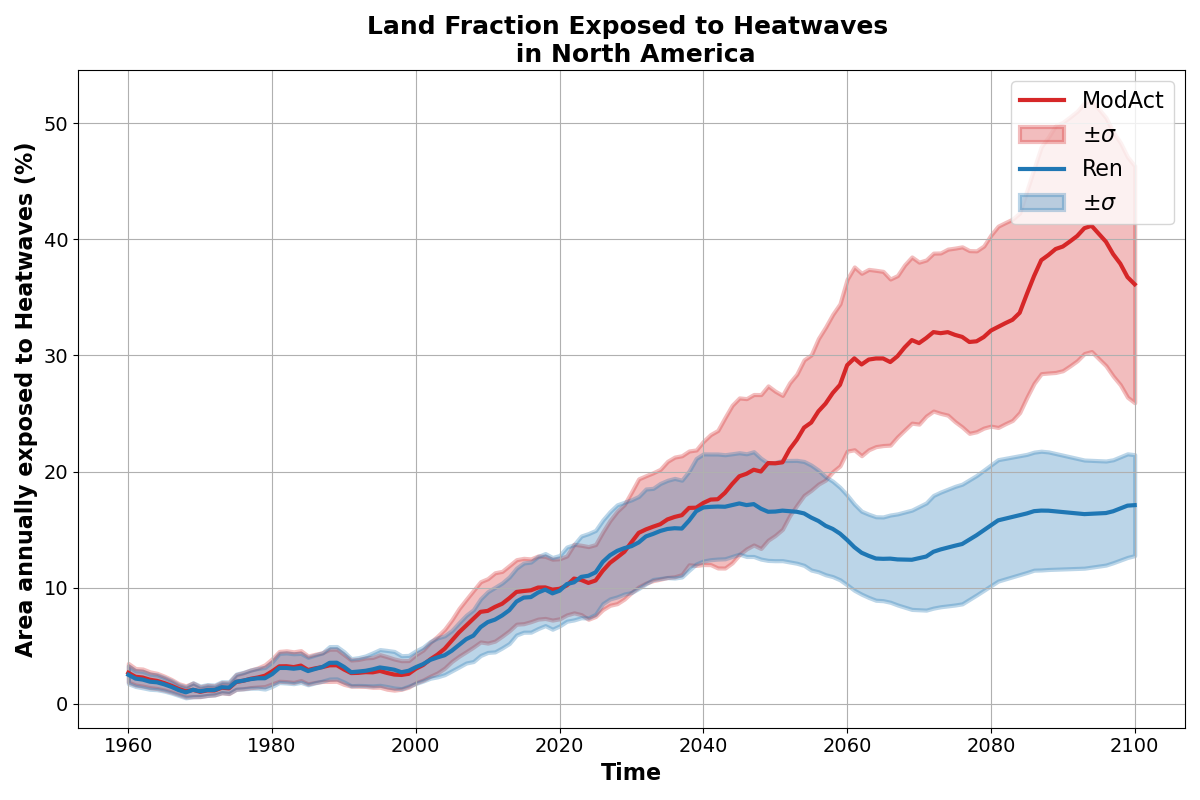 Land Fraction Exposed to Heatwaves
in North America
Area annually exposed to Heatwaves (%)
50
40
30
20
10
0
ModAct
±σ
Ren
±σ
1960 1980 2000 2020 2040 2060 2080 2100
Time